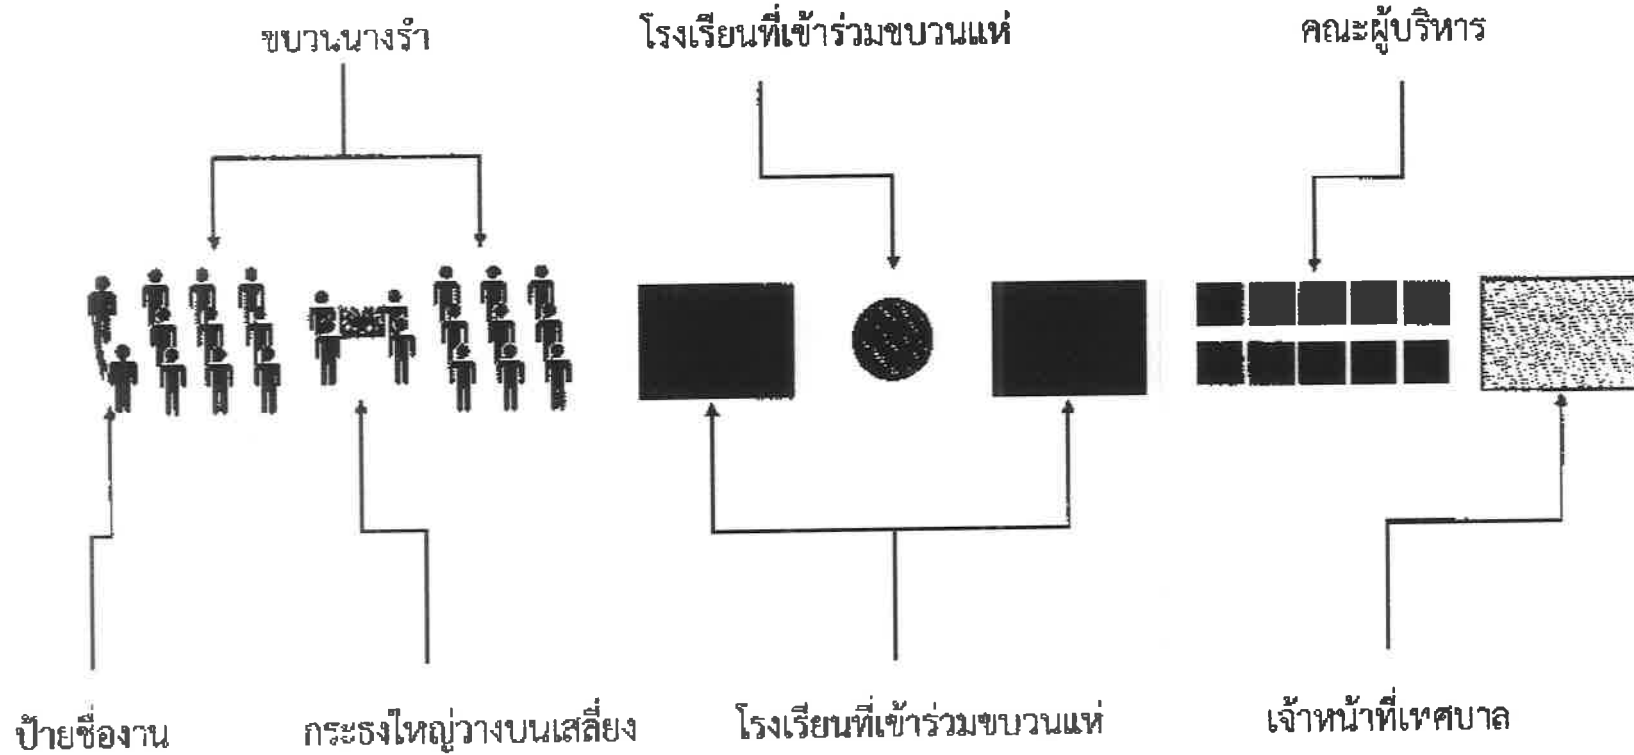 ขบวนนางรำ
โรงเรียนที่เข้าร่วมขบวนแห่
คณะผู้บริหาร
ป้ายชื่องาน
กระธงใหญ่วางบนเสลี่ยง
โรงเรียนที่เข้าร่วมขบวนแห่
เจ้าหน้าที่เทศบาล